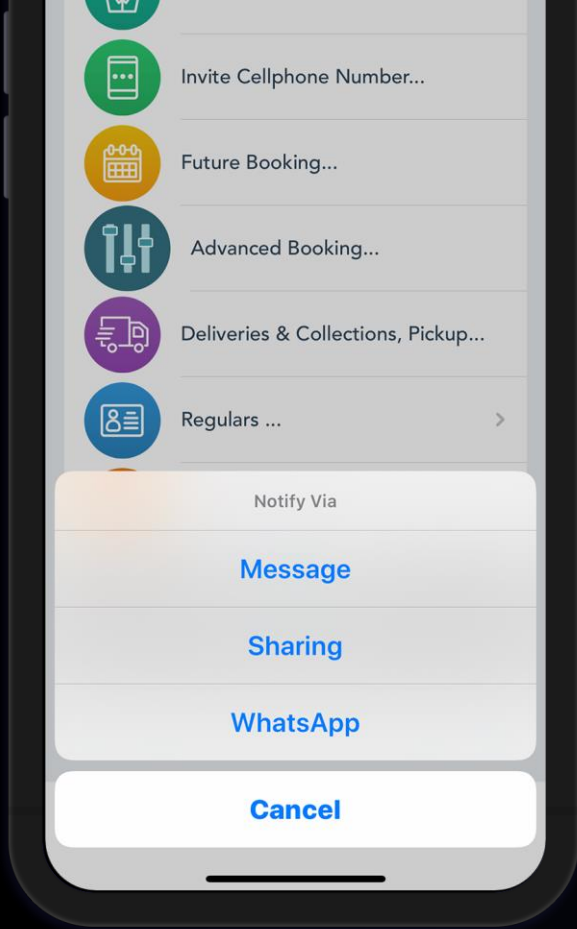 Invite Cellphone Number...
Future Booking...
Advanced Booking...
Deliveries & Collections, Pickup...
Regulars ...
Notify Via
Message
Sharing
WhatsApp
Cancel